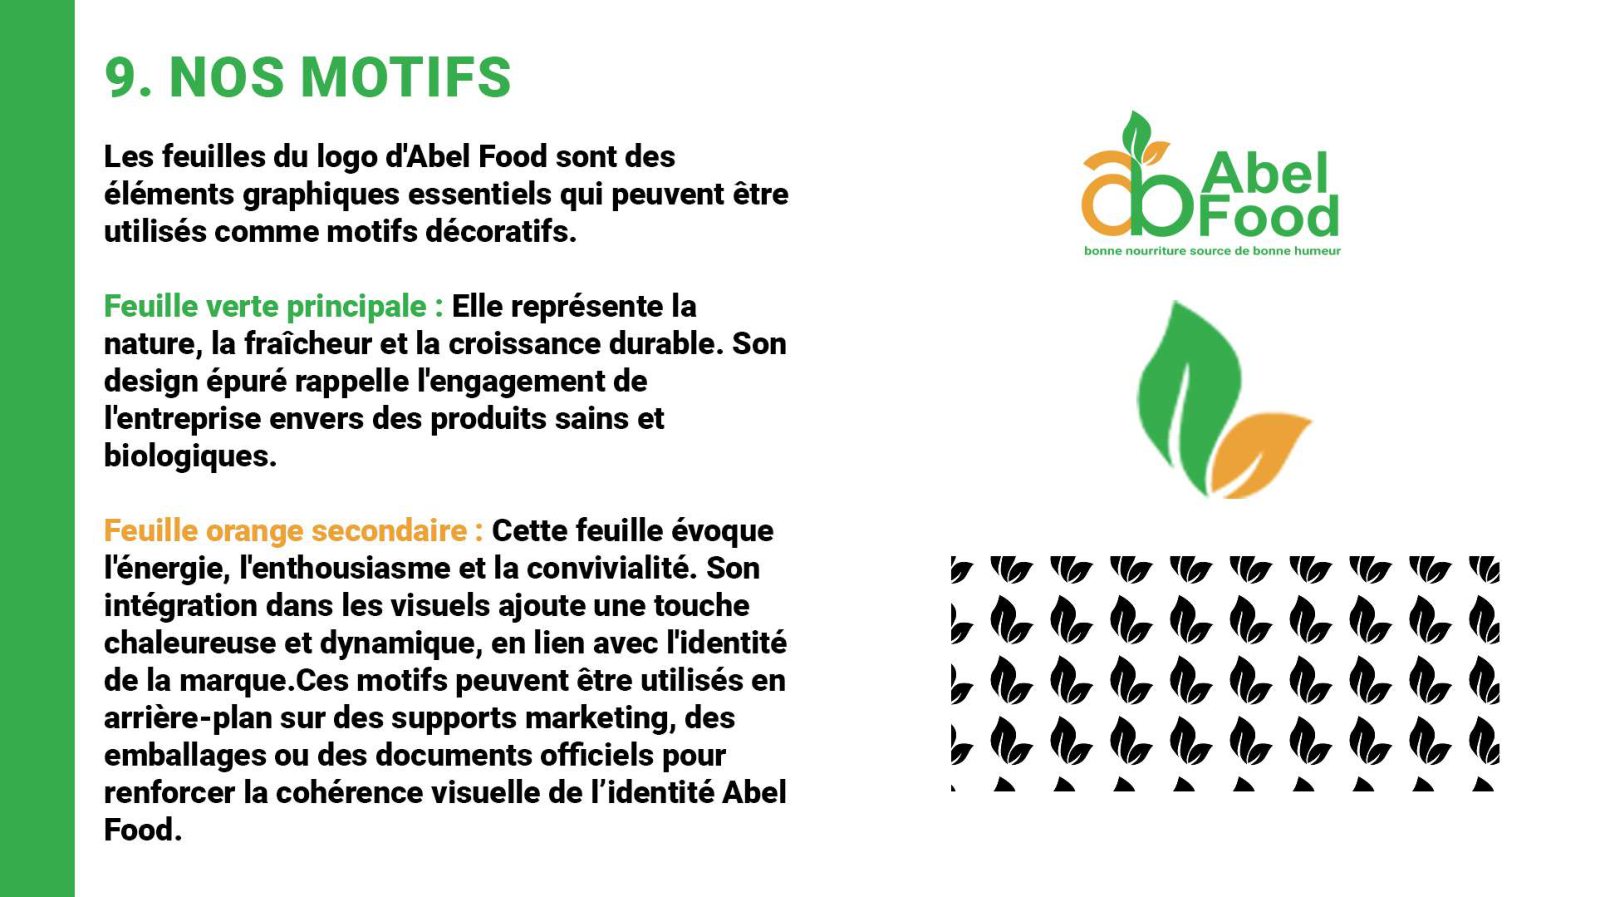 9. NOS MOTIFS
Les feuilles du logo d'Abel Food sont des
éléments graphiques essentiels qui peuvent être
utilisés comme motifs décoratifs.
Feuille verte principale : Elle représente la
nature, la fraîcheur et la croissance durable. Son
design épuré rappelle l'engagement de
l'entreprise envers des produits sains et
biologiques.
Feuille orange secondaire : Cette feuille évoque
l'énergie, l'enthousiasme et la convivialité. Son
intégration dans les visuels ajoute une touche
chaleureuse et dynamique, en lien avec l'identité
de la marque.Ces motifs peuvent être utilisés en
arrière-plan sur des supports marketing, des
emballages ou des documents officiels pour
renforcer la cohérence visuelle de l’identité Abel
Food.
ab
Abel
Food
bonne nourriture source de bonne humeur